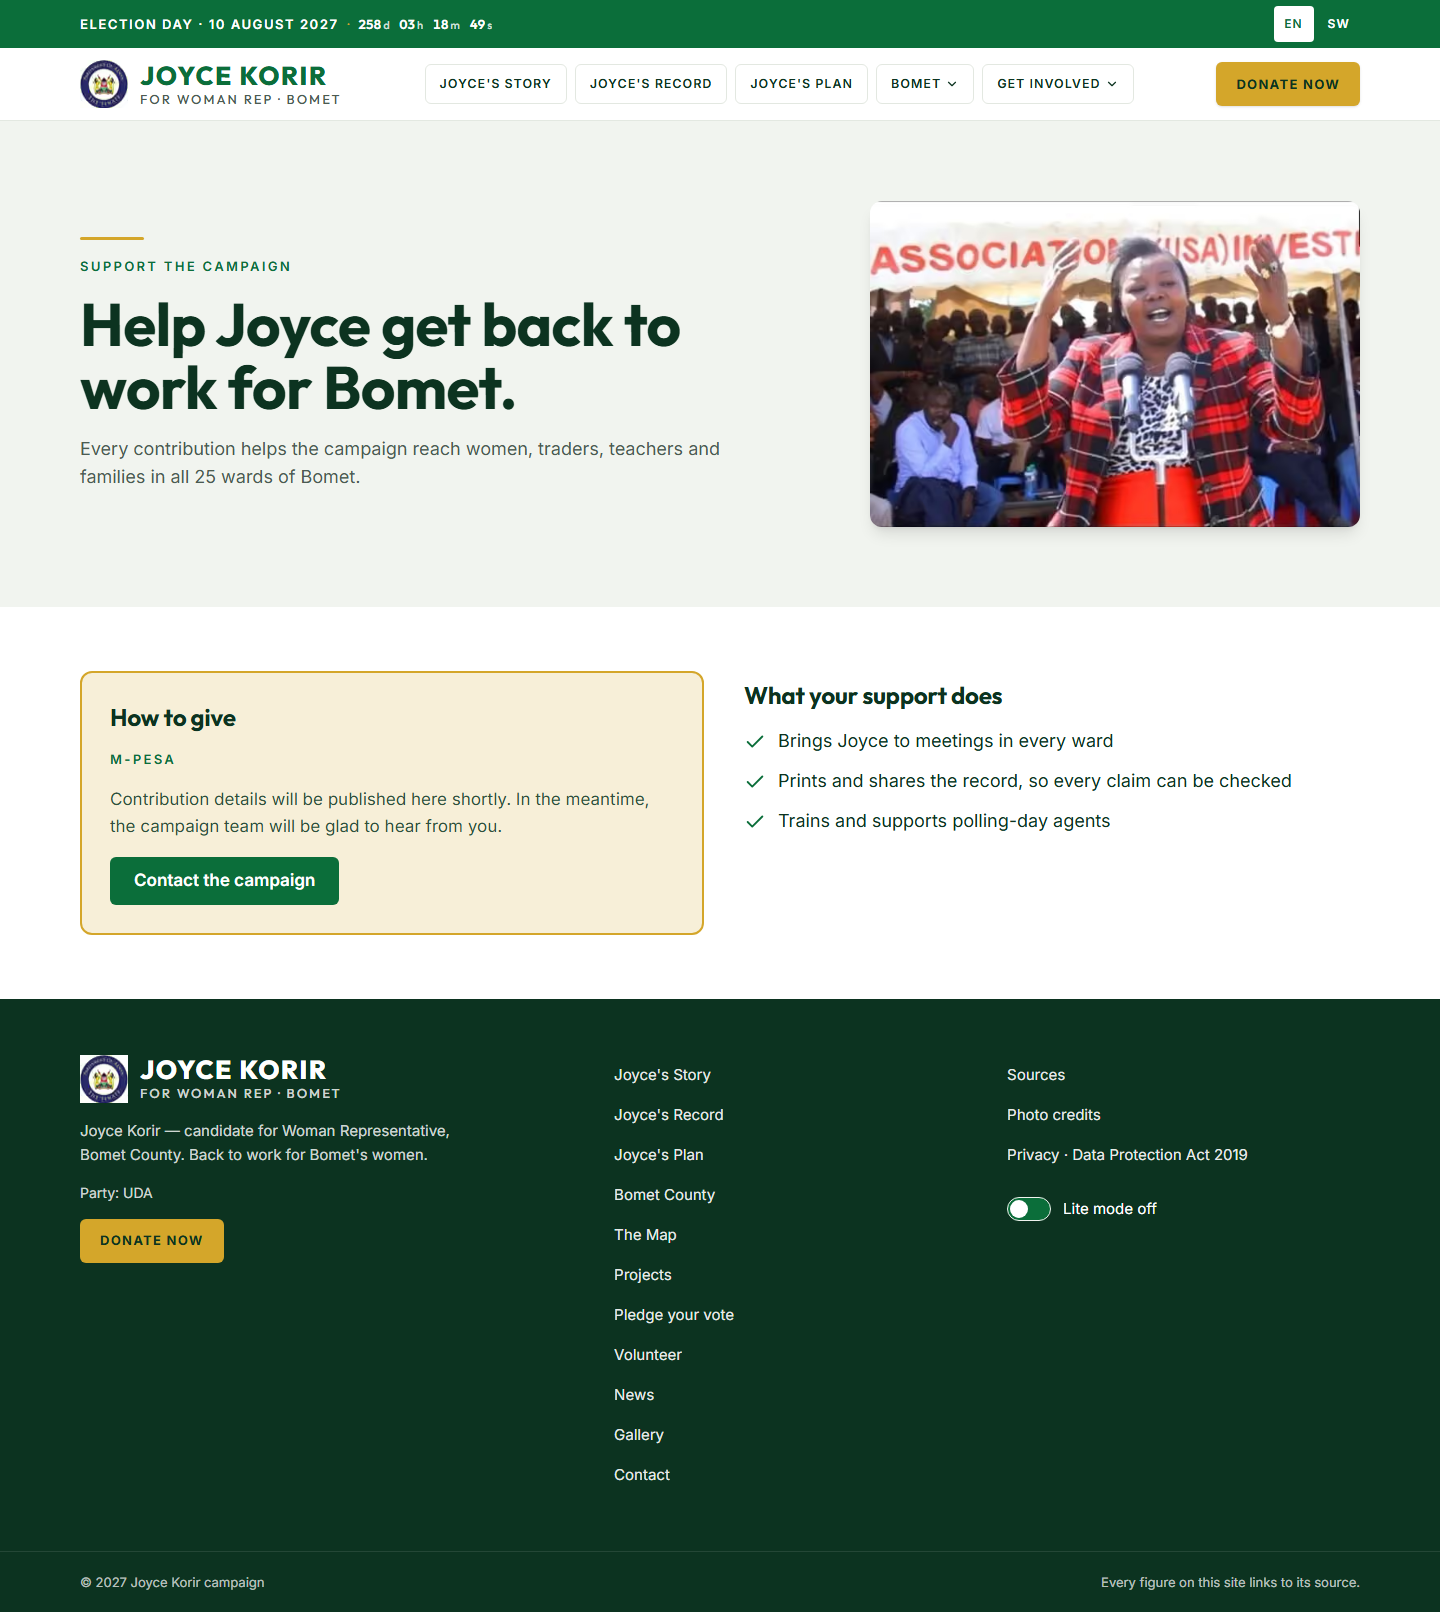 ELECTION DAY · 10 AUGUST 2027 · 258d 03h 18m 49s
EN SW
JOYCE KORIR
FOR WOMAN REP · BOMET
JOYCE'S STORY
JOYCE'S RECORD
JOYCE'S PLAN
BOMET
GET INVOLVED
DONATE NOW
SUPPORT THE CAMPAIGN
Help Joyce get back to
work for Bomet.
Every contribution helps the campaign reach women, traders, teachers and
families in all 25 wards of Bomet.
ASSOCIATION (USA) INVEST
How to give
M-PESA
Contribution details will be published here shortly. In the meantime,
the campaign team will be glad to hear from you.
Contact the campaign
What your support does
Brings Joyce to meetings in every ward
Prints and shares the record, so every claim can be checked
Trains and supports polling-day agents
JOYCE KORIR
FOR WOMAN REP · BOMET
Joyce Korir — candidate for Woman Representative,
Bomet County. Back to work for Bomet's women.
Party: UDA
DONATE NOW
Joyce's Story
Joyce's Record
Joyce's Plan
Bomet County
The Map
Projects
Pledge your vote
Volunteer
News
Gallery
Contact
Sources
Photo credits
Privacy · Data Protection Act 2019
Lite mode off
© 2027 Joyce Korir campaign
Every figure on this site links to its source.